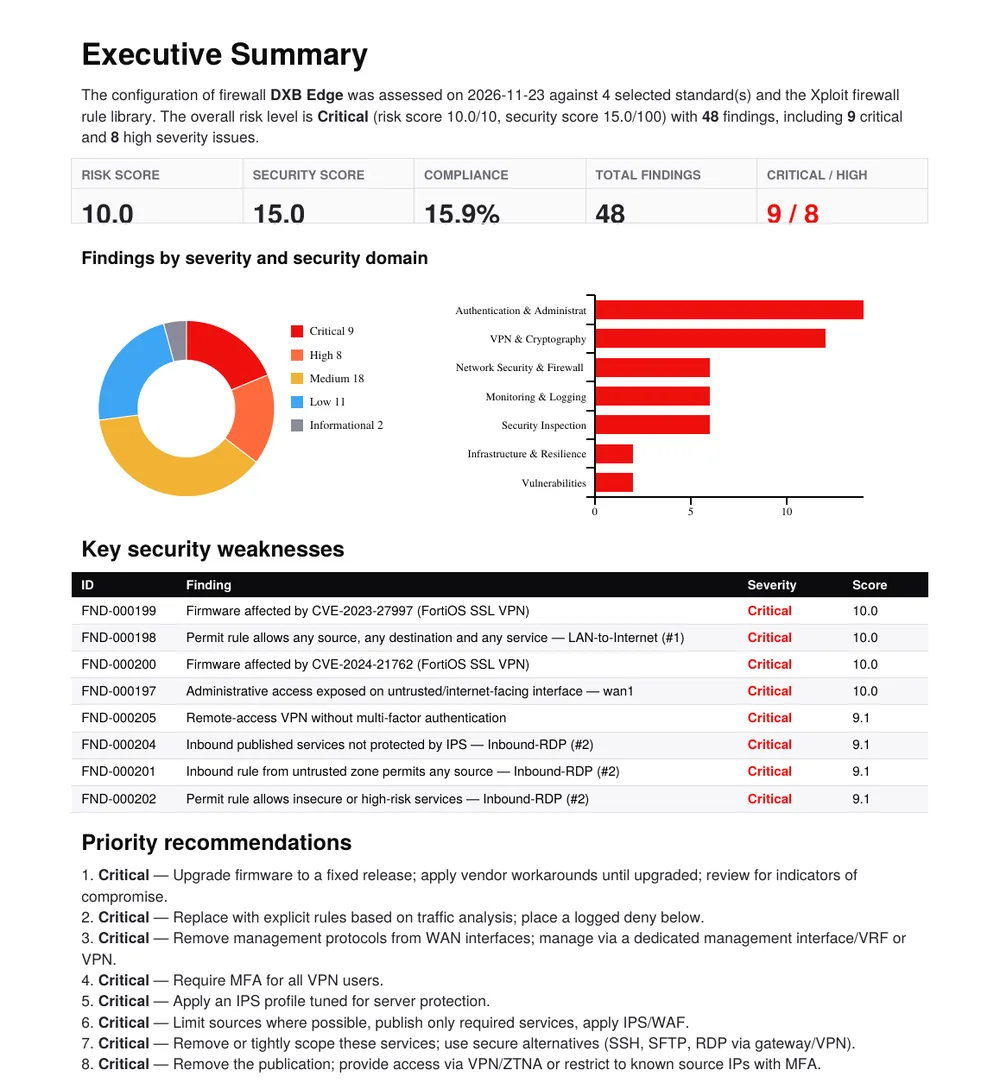 Executive Summary
The configuration of firewall DXB Edge was assessed on 2026-11-23 against 4 selected standard(s) and the Xploit firewall
rule library. The overall risk level is Critical (risk score 10.0/10, security score 15.0/100) with 48 findings, including 9 critical
and 8 high severity issues.
RISK SCORE SECURITY SCORE COMPLIANCE TOTAL FINDINGS CRITICAL / HIGH
10.0 15.0 15.9% 48 9 / 8
Findings by severity and security domain
Critical 9
High 8
Medium 18
Low 11
Informational 2
Authentication & Administrat
VPN & Cryptography
Network Security & Firewall
Monitoring & Logging
Security Inspection
Infrastructure & Resilience
Vulnerabilities
0 5 10
Key security weaknesses
ID Finding Severity Score
FND-000199 Firmware affected by CVE-2023-27997 (FortiOS SSL VPN) Critical 10.0
FND-000198 Permit rule allows any source, any destination and any service — LAN-to-Internet (#1) Critical 10.0
FND-000200 Firmware affected by CVE-2024-21762 (FortiOS SSL VPN) Critical 10.0
FND-000197 Administrative access exposed on untrusted/internet-facing interface — wan1 Critical 10.0
FND-000205 Remote-access VPN without multi-factor authentication Critical 9.1
FND-000204 Inbound published services not protected by IPS — Inbound-RDP (#2) Critical 9.1
FND-000201 Inbound rule from untrusted zone permits any source — Inbound-RDP (#2) Critical 9.1
FND-000202 Permit rule allows insecure or high-risk services — Inbound-RDP (#2) Critical 9.1
Priority recommendations
1. Critical — Upgrade firmware to a fixed release; apply vendor workarounds until upgraded; review for indicators of
compromise.
2. Critical — Replace with explicit rules based on traffic analysis; place a logged deny below.
3. Critical — Remove management protocols from WAN interfaces; manage via a dedicated management interface/VRF or
VPN.
4. Critical — Require MFA for all VPN users.
5. Critical — Apply an IPS profile tuned for server protection.
6. Critical — Limit sources where possible, publish only required services, apply IPS/WAF.
7. Critical — Remove or tightly scope these services; use secure alternatives (SSH, SFTP, RDP via gateway/VPN).
8. Critical — Remove the publication; provide access via VPN/ZTNA or restrict to known source IPs with MFA.